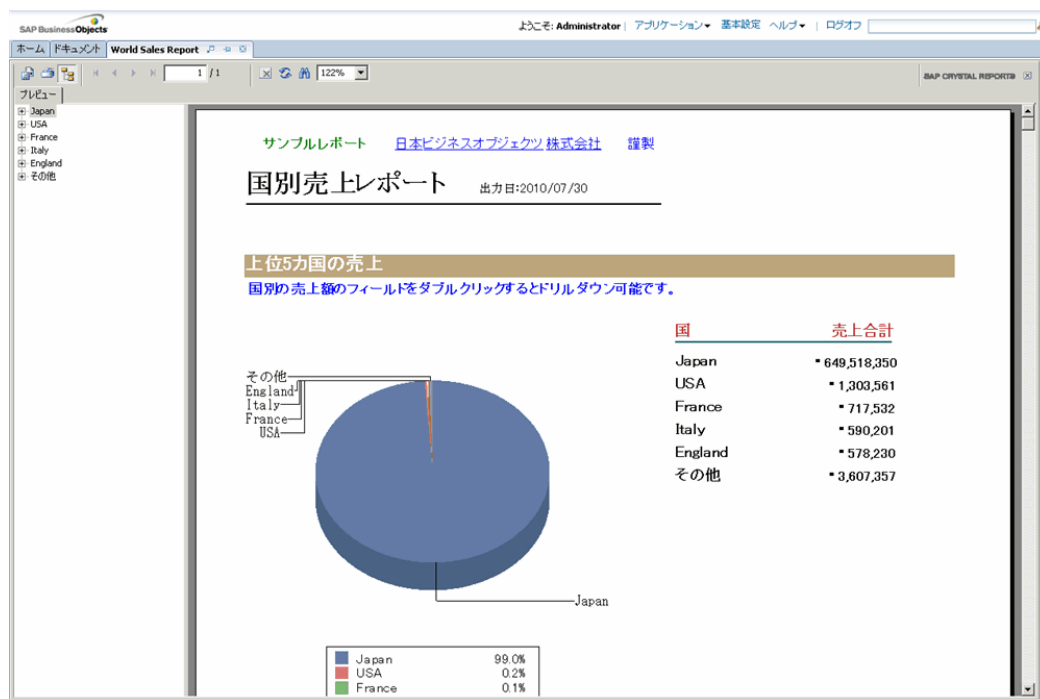 SAP BusinessObjects
ようこそ: Administrator | アプリケーション 基本設定 ヘルプ | ログオフ
ホーム ドキュメント World Sales Report
1 / 1 122% SAP CRYSTAL REPORTS
プレビュー
Japan
USA
France
Italy
England
その他
サンプルレポート 日本ビジネスオブジェクツ 株式会社 謹製
国別売上レポート 出力日:2010/07/30
上位5カ国の売上
国別の売上額のフィールドをダブルクリックするとドリルダウン可能です。
国 売上合計
Japan 649,518,350
USA 1,303,561
France 717,532
Italy 590,201
England 578,230
その他 3,607,357
その他
England
Italy
France
USA
Japan
Japan 99.0%
USA 0.2%
France 0.1%